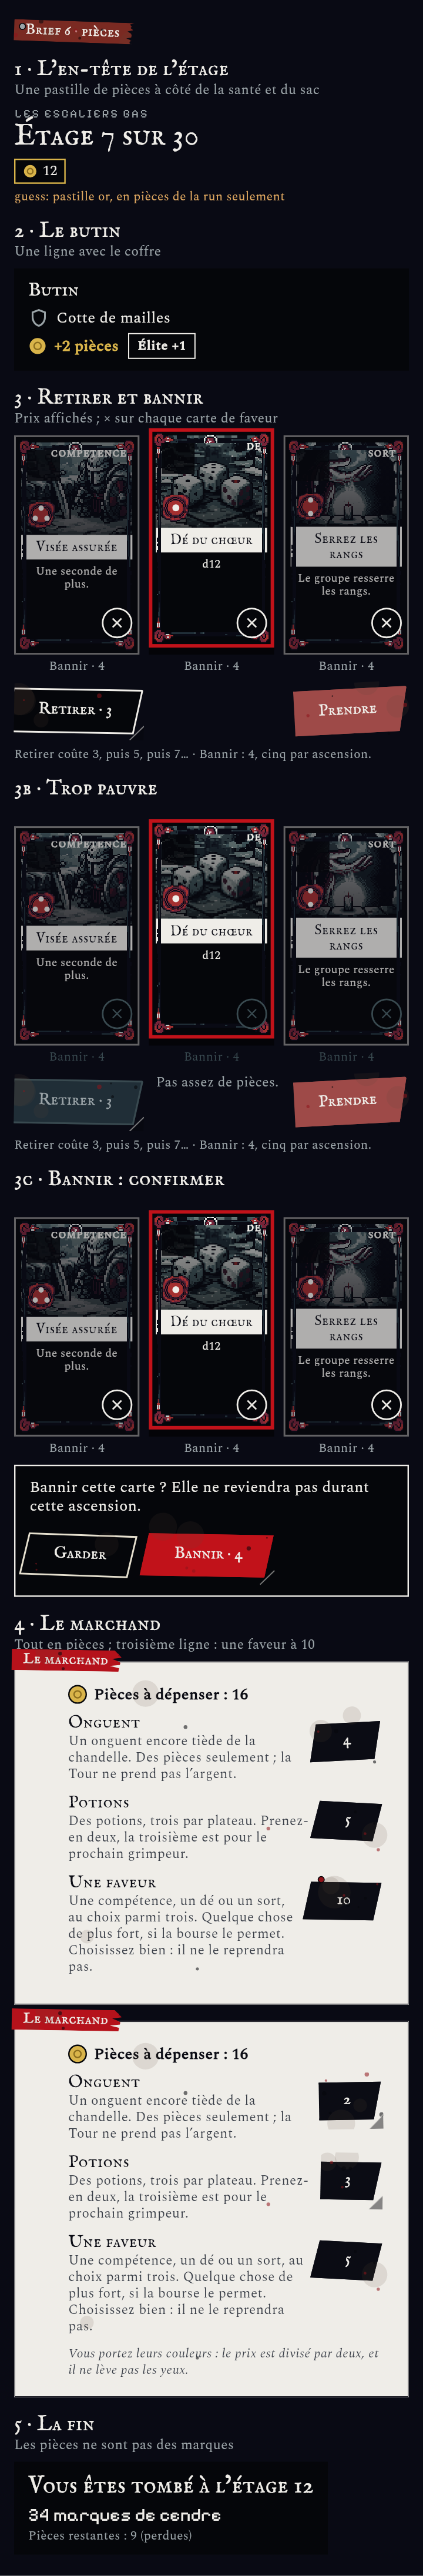 Brief 6 · pièces
1 · L'en-tête de l'étage
Une pastille de pièces à côté de la santé et du sac
LES ESCALIERS BAS
Étage 7 sur 30
12
guess: pastille or, en pièces de la run seulement
2 · Le butin
Une ligne avec le coffre
Butin
Cotte de mailles
+2 pièces Élite +1
3 · Retirer et bannir
Prix affichés ; × sur chaque carte de faveur
COMPÉTENCE DÉ SORT
Visée assurée Dé du chœur Serrez les rangs
Une seconde de plus. d12 Le groupe resserre les rangs.
Bannir · 4 Bannir · 4 Bannir · 4
Retirer · 3 Prendre
Retirer coûte 3, puis 5, puis 7… · Bannir : 4, cinq par ascension.
3b · Trop pauvre
COMPÉTENCE DÉ SORT
Visée assurée Dé du chœur Serrez les rangs
Une seconde de plus. d12 Le groupe resserre les rangs.
Bannir · 4 Bannir · 4 Bannir · 4
Retirer · 3 Pas assez de pièces. Prendre
Retirer coûte 3, puis 5, puis 7… · Bannir : 4, cinq par ascension.
3c · Bannir : confirmer
COMPÉTENCE DÉ SORT
Visée assurée Dé du chœur Serrez les rangs
Une seconde de plus. d12 Le groupe resserre les rangs.
Bannir · 4 Bannir · 4 Bannir · 4
Bannir cette carte ? Elle ne reviendra pas durant
cette ascension.
Garder Bannir · 4
4 · Le marchand
Tout en pièces ; troisième ligne : une faveur à 10
Le marchand
Pièces à dépenser : 16
Onguent
Un onguent encore tiède de la
chandelle. Des pièces seulement ; la
Tour ne prend pas l'argent.
4
Potions
Des potions, trois par plateau. Prenez-
en deux, la troisième est pour le
prochain grimpeur.
5
Une faveur
Une compétence, un dé ou un sort,
au choix parmi trois. Quelque chose
de plus fort, si la bourse le permet.
Choisissez bien : il ne le reprendra
pas.
10
Le marchand
Pièces à dépenser : 16
Onguent
Un onguent encore tiède de la
chandelle. Des pièces seulement ; la
Tour ne prend pas l'argent.
2
Potions
Des potions, trois par plateau. Prenez-
en deux, la troisième est pour le
prochain grimpeur.
3
Une faveur
Une compétence, un dé ou un sort, au
choix parmi trois. Quelque chose de
plus fort, si la bourse le permet.
Choisissez bien : il ne le reprendra
pas.
5
Vous portez leurs couleurs : le prix est divisé par deux, et
il ne lève pas les yeux.
5 · La fin
Les pièces ne sont pas des marques
Vous êtes tombé à l'étage 12
34 marques de cendre
Pièces restantes : 9 (perdues)